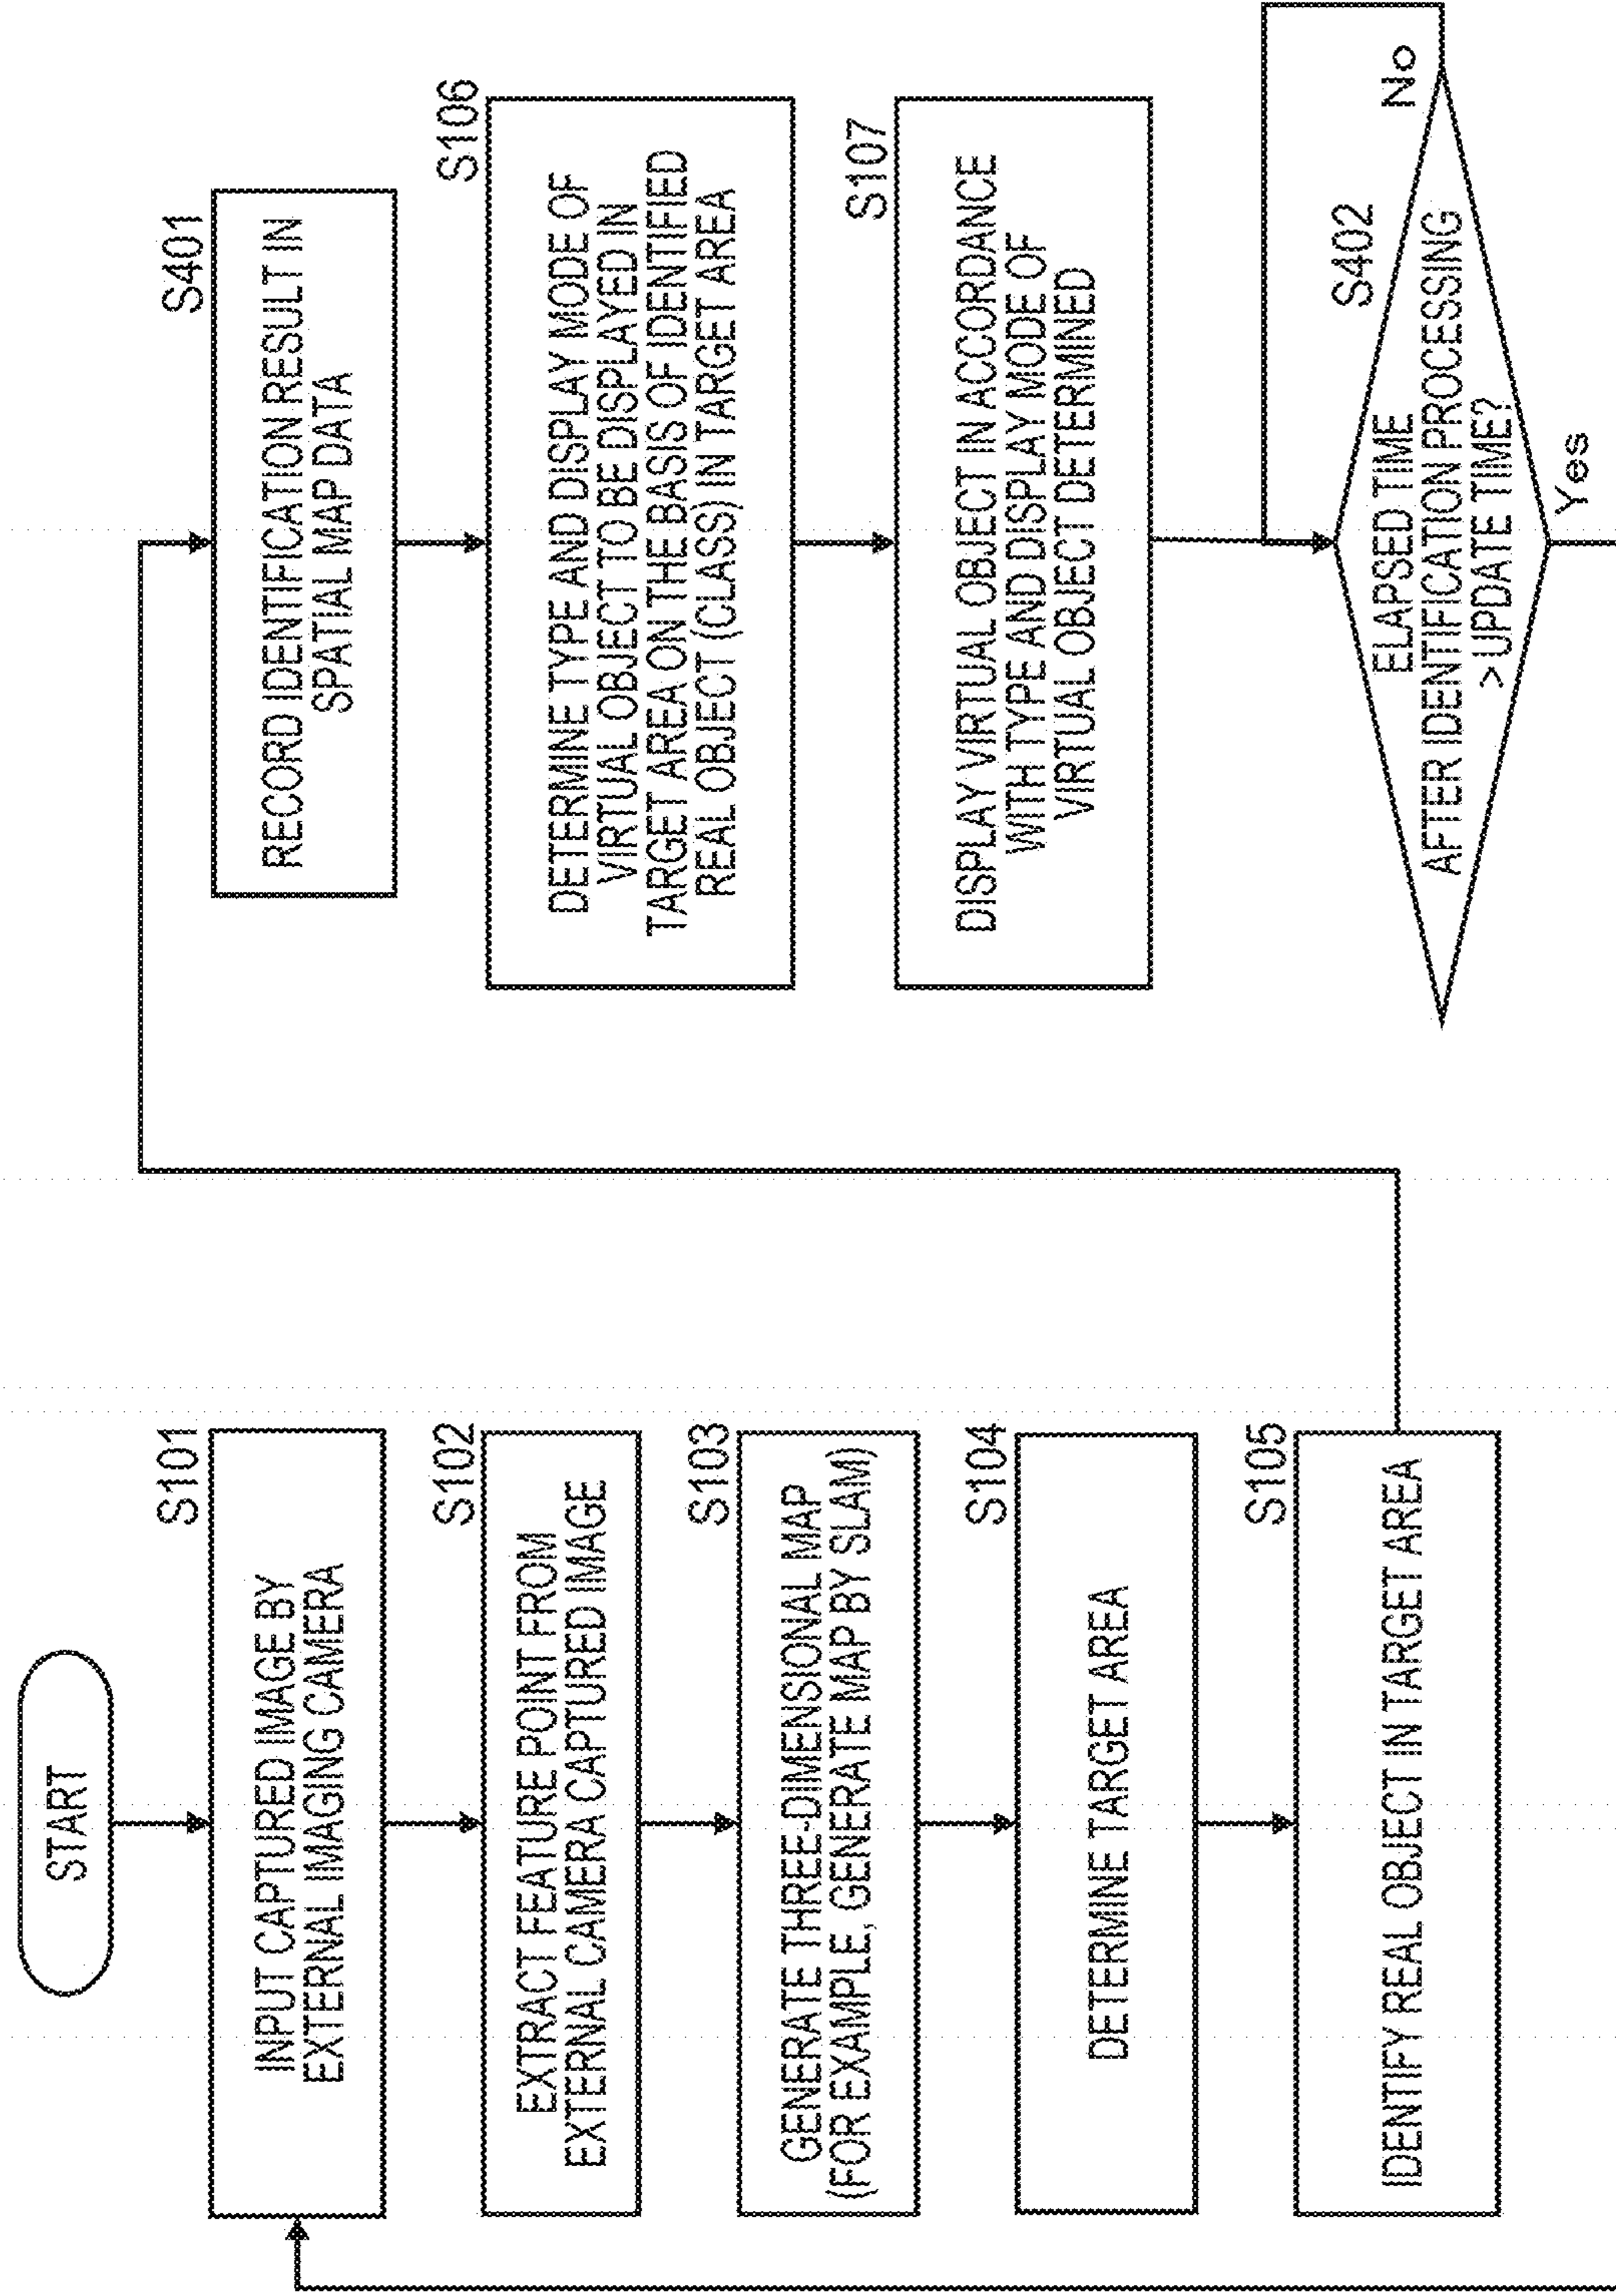 START
S101
INPUT CAPTURED IMAGE BY
EXTERNAL IMAGING CAMERA
S102
EXTRACT FEATURE POINT FROM
EXTERNAL CAMERA CAPTURED IMAGE
S103
GENERATE THREE-DIMENSIONAL MAP
(FOR EXAMPLE, GENERATE MAP BY SLAM)
S104
DETERMINE TARGET AREA
S105
IDENTIFY REAL OBJECT IN TARGET AREA
S401
RECORD IDENTIFICATION RESULT IN
SPATIAL MAP DATA
S106
DETERMINE TYPE AND DISPLAY MODE OF
VIRTUAL OBJECT TO BE DISPLAYED IN
TARGET AREA ON THE BASIS OF IDENTIFIED
REAL OBJECT (CLASS) IN TARGET AREA
S107
DISPLAY VIRTUAL OBJECT IN ACCORDANCE
WITH TYPE AND DISPLAY MODE OF
VIRTUAL OBJECT DETERMINED
S402
ELAPSED TIME
AFTER IDENTIFICATION PROCESSING
> UPDATE TIME?
No
Yes